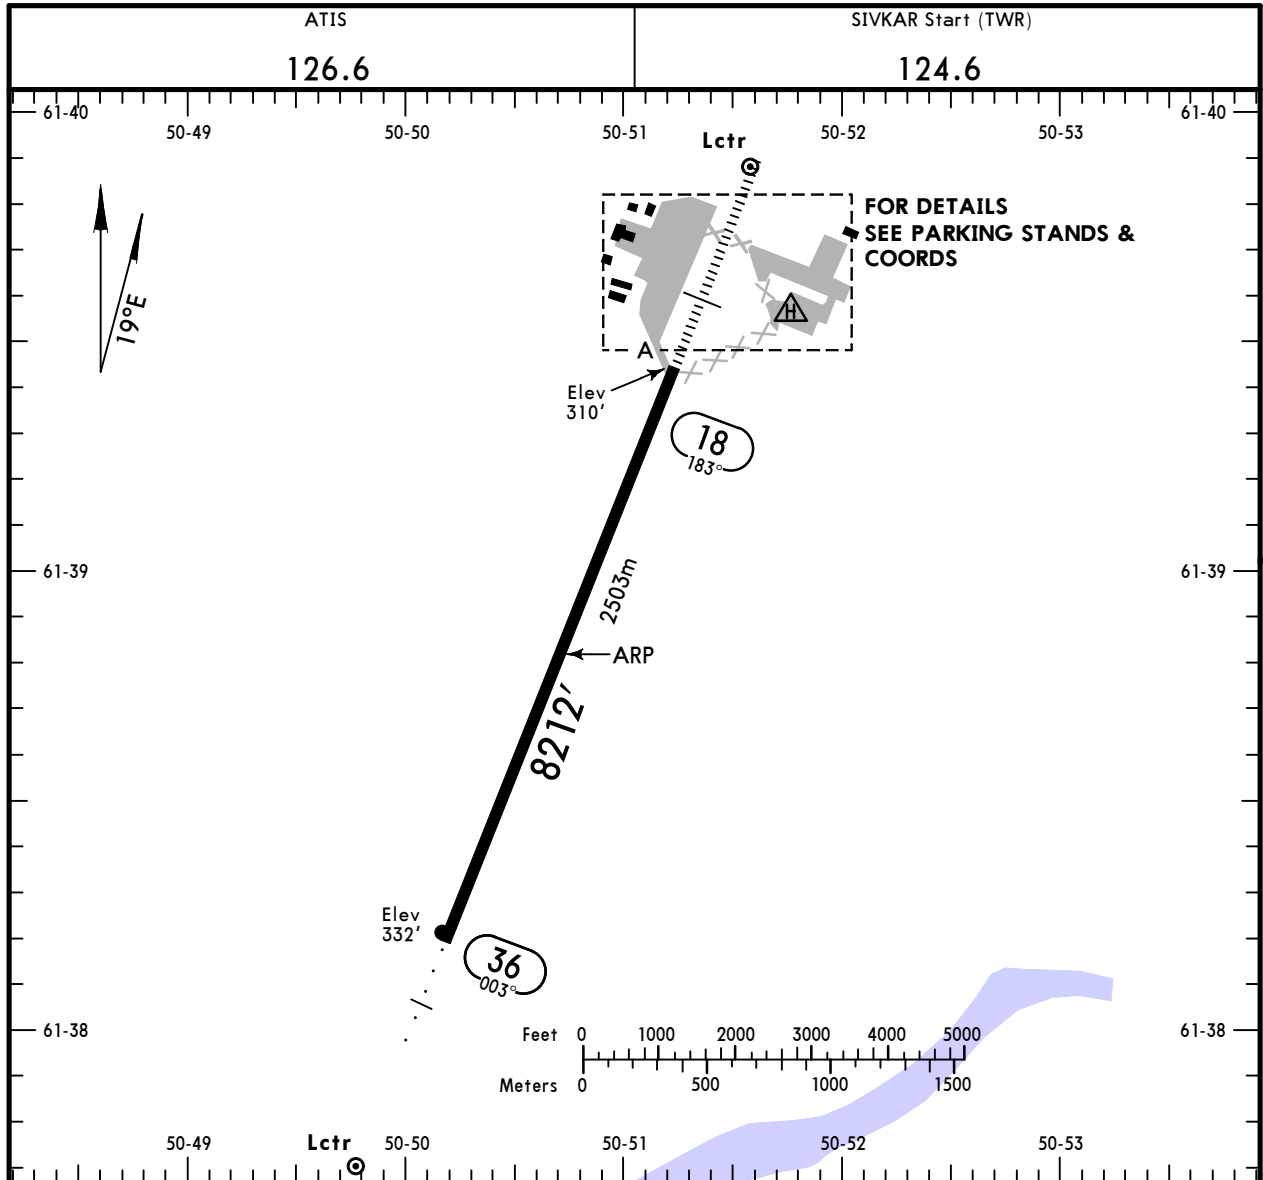 ATIS
SIVKAR Start (TWR)
126.6
124.6
61-40
61-40
50-49
50-50
50-51
50-52
50-53
Lctr
FOR DETAILS
SEE PARKING STANDS &
COORDS
19°E
H
A
Elev
310'
18
183°
61-39
61-39
2503m
ARP
8212'
Elev
332'
36
003°
61-38
61-38
Feet 0 1000 2000 3000 4000 5000
Meters 0 500 1000 1500
50-49
50-50
50-51
50-52
50-53
Lctr